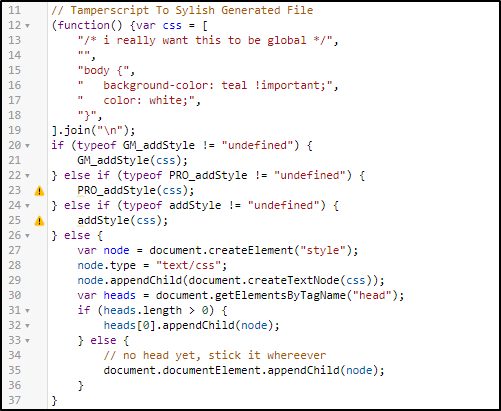 11 // Tamperscript To Sylish Generated File
12 (function() {var css = [
13     "/* i really want this to be global */",
14     "",
15     "body {",
16     "   background-color: teal !important;",
17     "   color: white;",
18     "}",
19 ].join("\n");
20 if (typeof GM_addStyle != "undefined") {
21     GM_addStyle(css);
22 } else if (typeof PRO_addStyle != "undefined") {
23     PRO_addStyle(css);
24 } else if (typeof addStyle != "undefined") {
25     addStyle(css);
26 } else {
27     var node = document.createElement("style");
28     node.type = "text/css";
29     node.appendChild(document.createTextNode(css));
30     var heads = document.getElementsByTagName("head");
31     if (heads.length > 0) {
32         heads[0].appendChild(node);
33     } else {
34         // no head yet, stick it whereever
35         document.documentElement.appendChild(node);
36     }
37 }